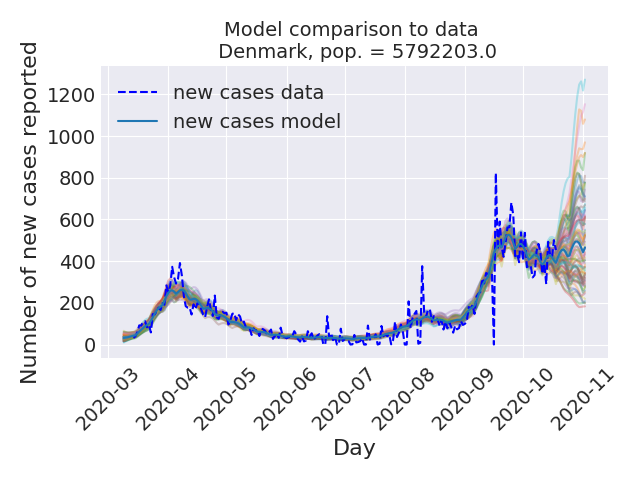 Model comparison to data
Denmark, pop. = 5792203.0
Number of new cases reported
1200
1000
800
600
400
200
0
new cases data
new cases model
2020-03
2020-04
2020-05
2020-06
2020-07
2020-08
2020-09
2020-10
2020-11
Day